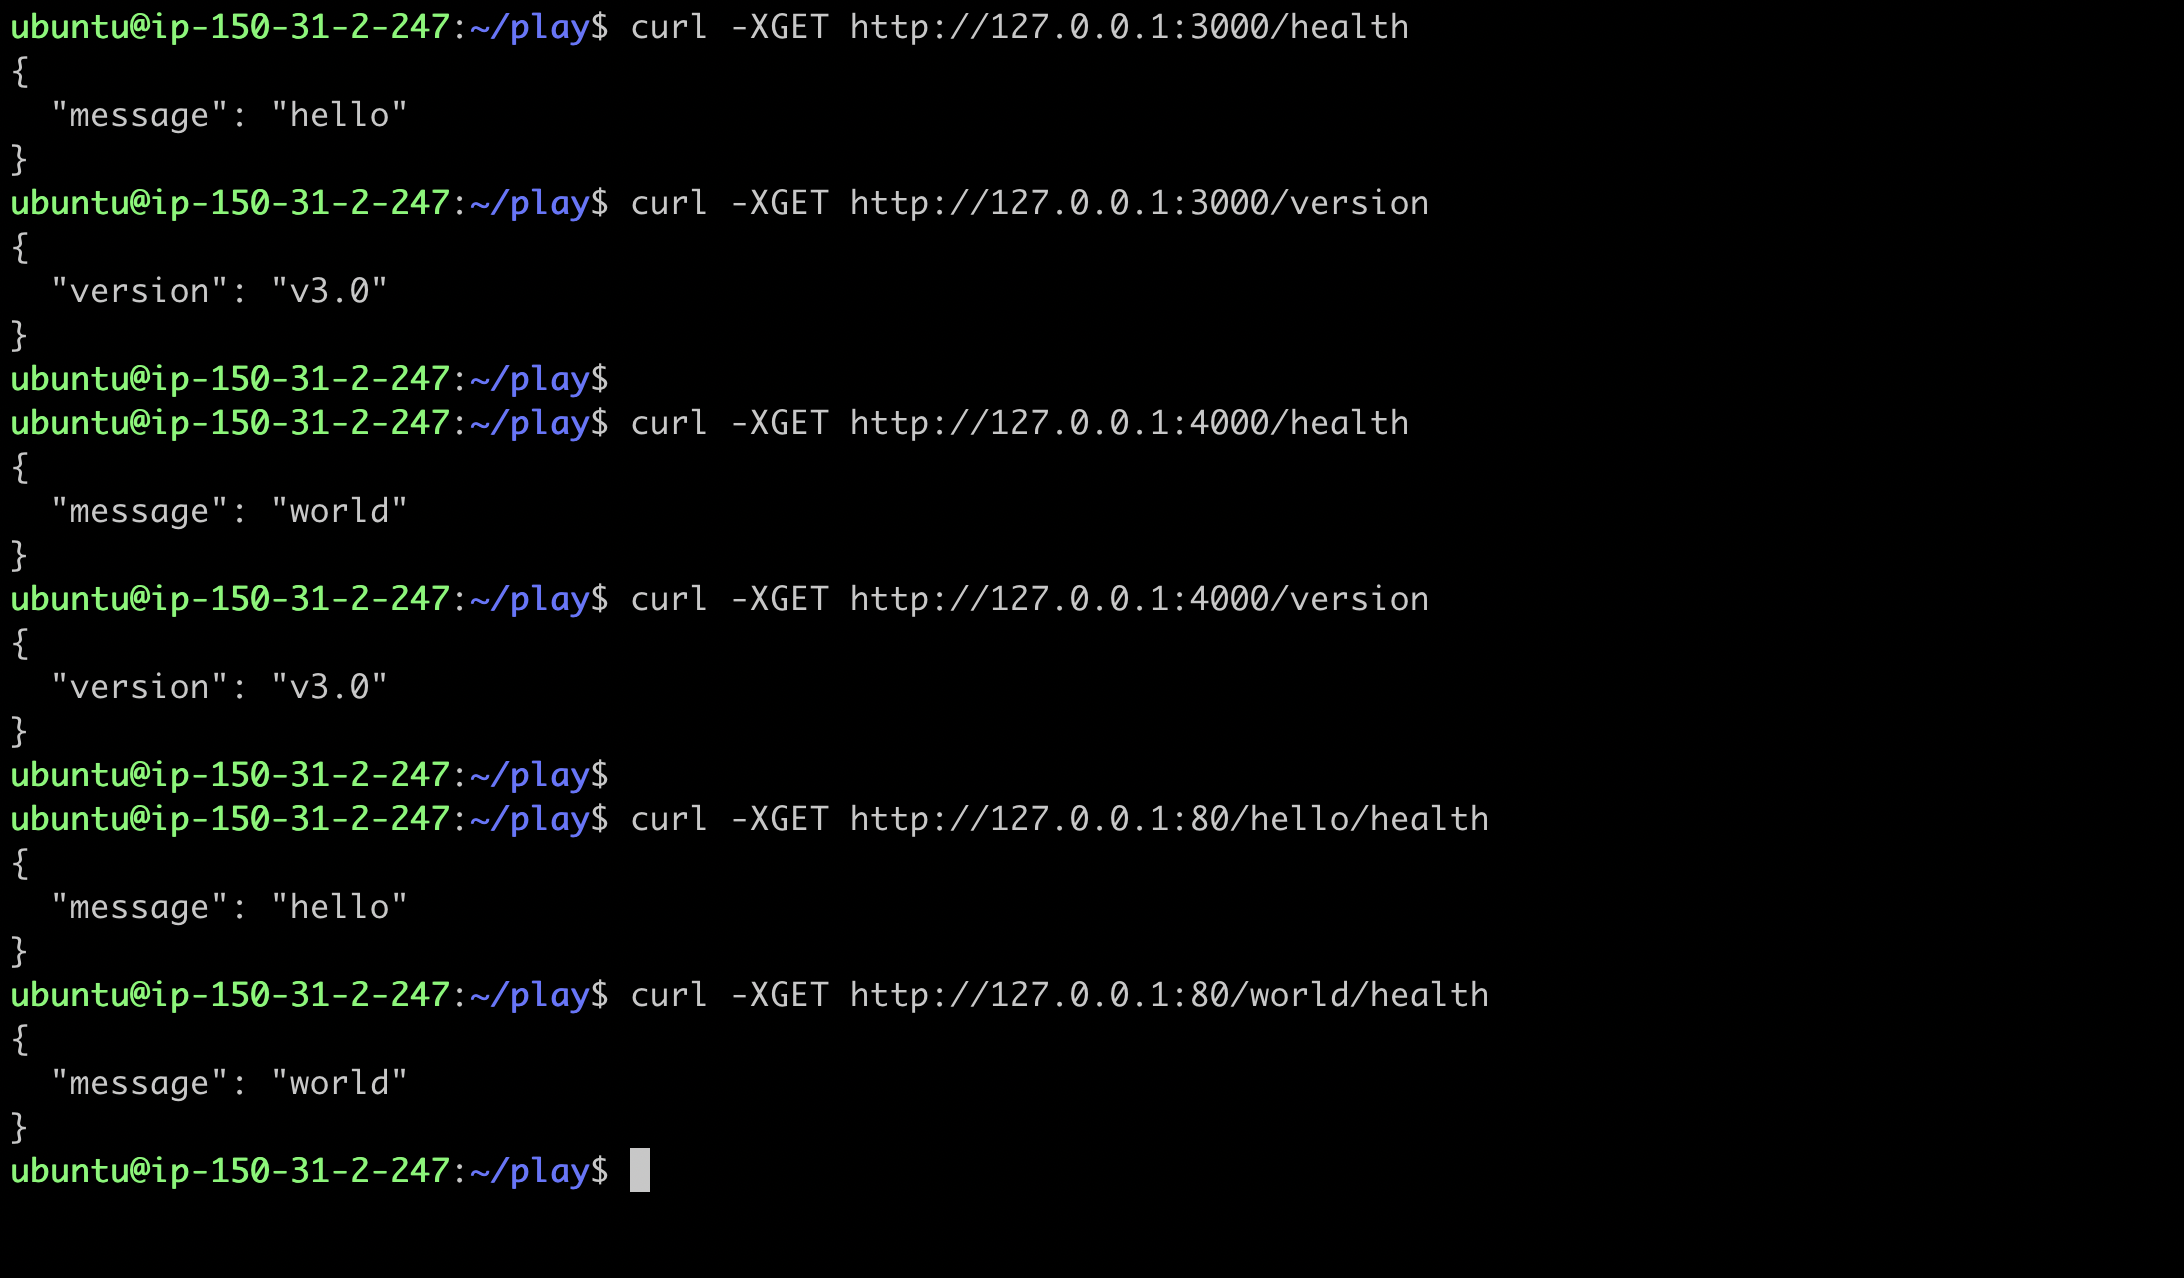 ubuntu@ip-150-31-2-247:~/play$ curl -XGET http://127.0.0.1:3000/health
{
  "message": "hello"
}
ubuntu@ip-150-31-2-247:~/play$ curl -XGET http://127.0.0.1:3000/version
{
  "version": "v3.0"
}
ubuntu@ip-150-31-2-247:~/play$
ubuntu@ip-150-31-2-247:~/play$ curl -XGET http://127.0.0.1:4000/health
{
  "message": "world"
}
ubuntu@ip-150-31-2-247:~/play$ curl -XGET http://127.0.0.1:4000/version
{
  "version": "v3.0"
}
ubuntu@ip-150-31-2-247:~/play$
ubuntu@ip-150-31-2-247:~/play$ curl -XGET http://127.0.0.1:80/hello/health
{
  "message": "hello"
}
ubuntu@ip-150-31-2-247:~/play$ curl -XGET http://127.0.0.1:80/world/health
{
  "message": "world"
}
ubuntu@ip-150-31-2-247:~/play$